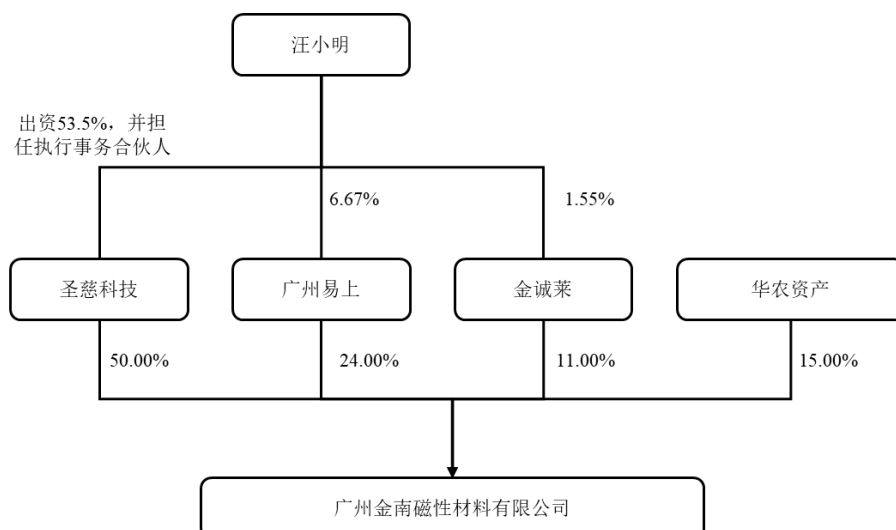 汪小明
出资53.5%，并担
任执行事务合伙人
6.67%
1.55%
圣慈科技
广州易上
金诚莱
华农资产
50.00%
24.00%
11.00%
15.00%
广州金南磁性材料有限公司